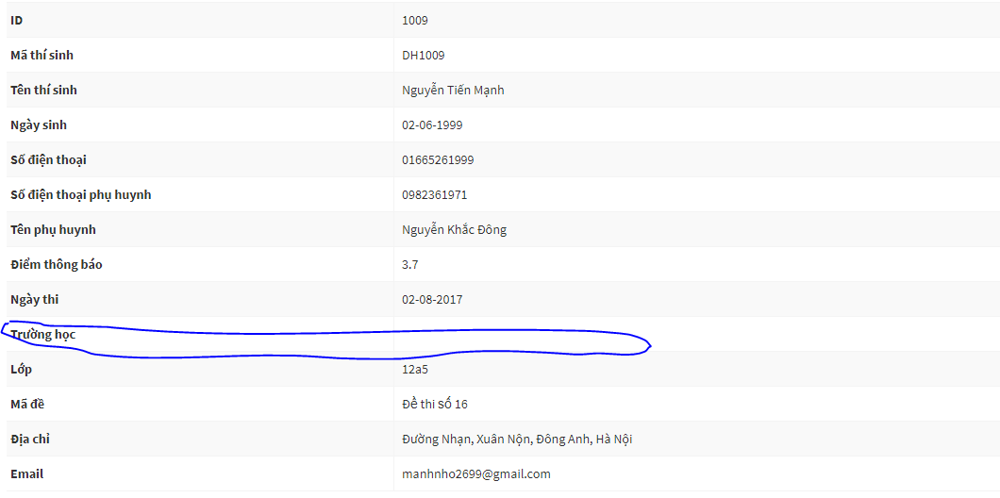 ID 1009
Mã thí sinh DH1009
Tên thí sinh Nguyễn Tiến Mạnh
Ngày sinh 02-06-1999
Số điện thoại 01665261999
Số điện thoại phụ huynh 0982361971
Tên phụ huynh Nguyễn Khắc Đông
Điểm thông báo 3.7
Ngày thi 02-08-2017
Trường học
Lớp 12a5
Mã đề Đề thi số 16
Địa chỉ Đường Nhạn, Xuân Nộn, Đông Anh, Hà Nội
Email manhnho2699@gmail.com